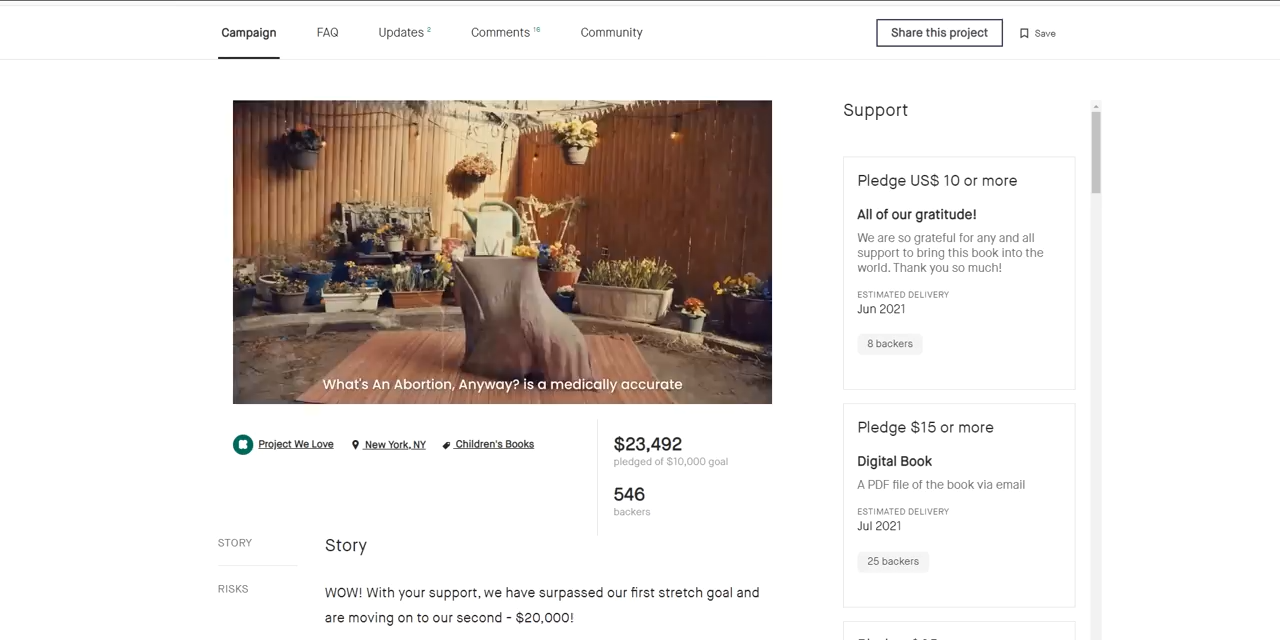 Campaign FAQ Updates 2 Comments 16 Community Share this project Save
What's An Abortion, Anyway? is a medically accurate
Project We Love New York, NY Children's Books
$23,492
pledged of $10,000 goal
546
backers
STORY
RISKS
Story
WOW! With your support, we have surpassed our first stretch goal and
are moving on to our second - $20,000!
Support
Pledge US$ 10 or more
All of our gratitude!
We are so grateful for any and all
support to bring this book into the
world. Thank you so much!
ESTIMATED DELIVERY
Jun 2021
8 backers
Pledge $15 or more
Digital Book
A PDF file of the book via email
ESTIMATED DELIVERY
Jul 2021
25 backers